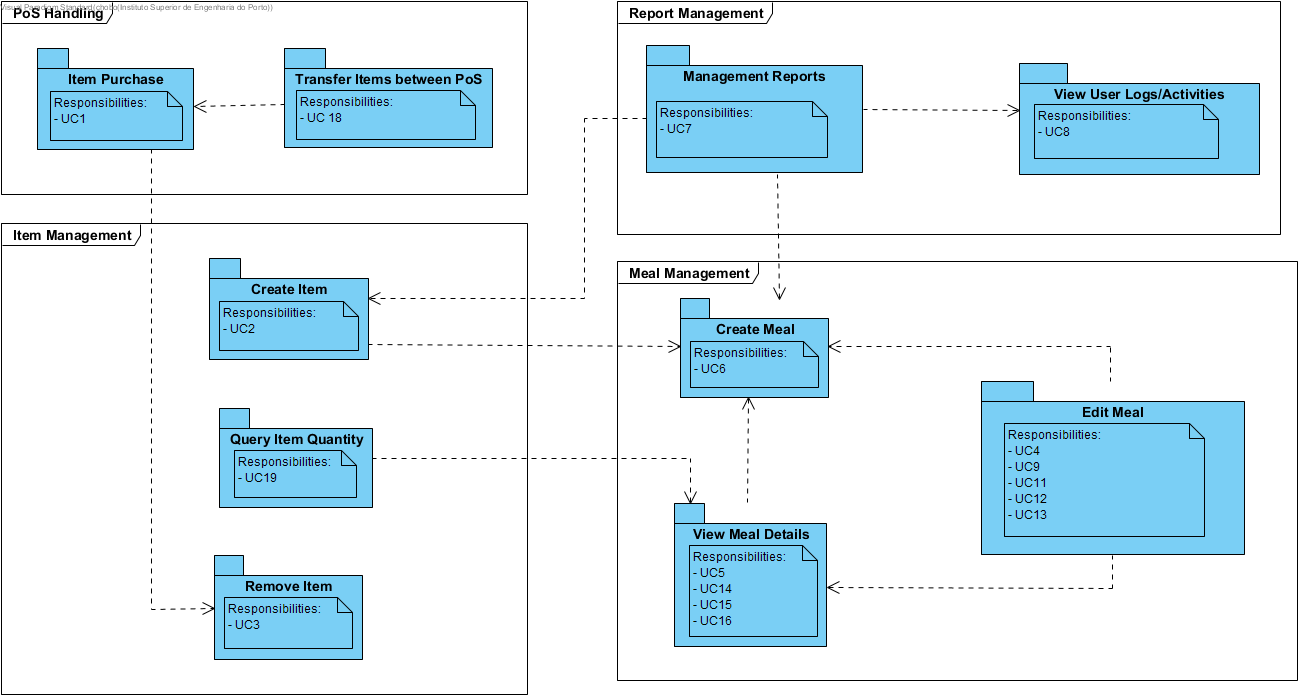 Visual Paradigm Standard(chobo(Instituto Superior de Engenharia do Porto))
PoS Handling
Item Purchase
Responsibilities:
- UC1
Transfer Items between PoS
Responsibilities:
- UC 18
Report Management
Management Reports
Responsibilities:
- UC7
View User Logs/Activities
Responsibilities:
- UC8
Item Management
Create Item
Responsibilities:
- UC2
Query Item Quantity
Responsibilities:
- UC19
Remove Item
Responsibilities:
- UC3
Meal Management
Create Meal
Responsibilities:
- UC6
Edit Meal
Responsibilities:
- UC4
- UC9
- UC11
- UC12
- UC13
View Meal Details
Responsibilities:
- UC5
- UC14
- UC15
- UC16